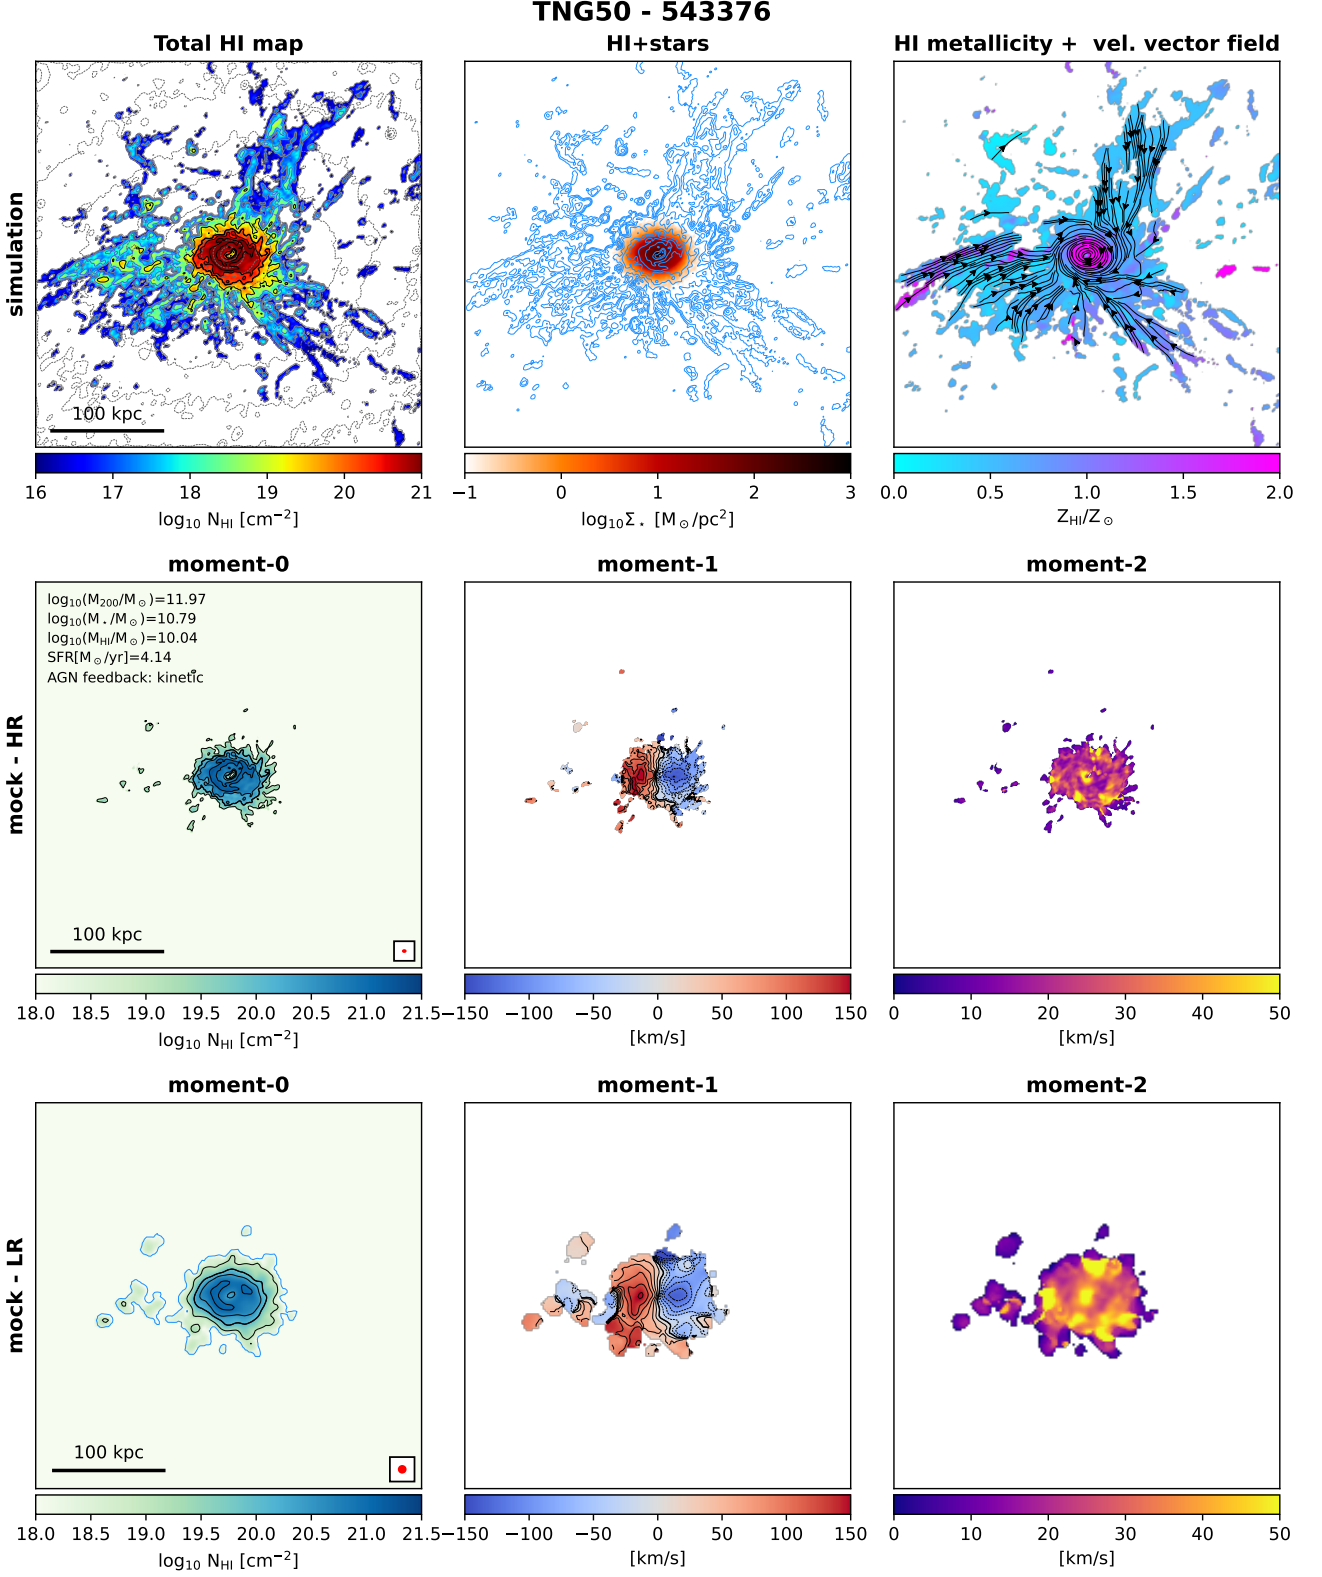 TNG50 - 543376
Total HI map
HI+stars
HI metallicity + vel. vector field
simulation
100 kpc
16 17 18 19 20 21
log₁₀ N_HI [cm⁻²]
−1 0 1 2 3
log₁₀Σ⋆ [M☉/pc²]
0.0 0.5 1.0 1.5 2.0
Z_HI/Z☉
moment-0
moment-1
moment-2
mock - HR
log₁₀(M₂₀₀/M☉)=11.97
log₁₀(M⋆/M☉)=10.79
log₁₀(M_HI/M☉)=10.04
SFR[M☉/yr]=4.14
AGN feedback: kinetic
100 kpc
18.0 18.5 19.0 19.5 20.0 20.5 21.0 21.5
log₁₀ N_HI [cm⁻²]
−150 −100 −50 0 50 100 150
[km/s]
0 10 20 30 40 50
[km/s]
moment-0
moment-1
moment-2
mock - LR
100 kpc
18.0 18.5 19.0 19.5 20.0 20.5 21.0 21.5
log₁₀ N_HI [cm⁻²]
−150 −100 −50 0 50 100 150
[km/s]
0 10 20 30 40 50
[km/s]